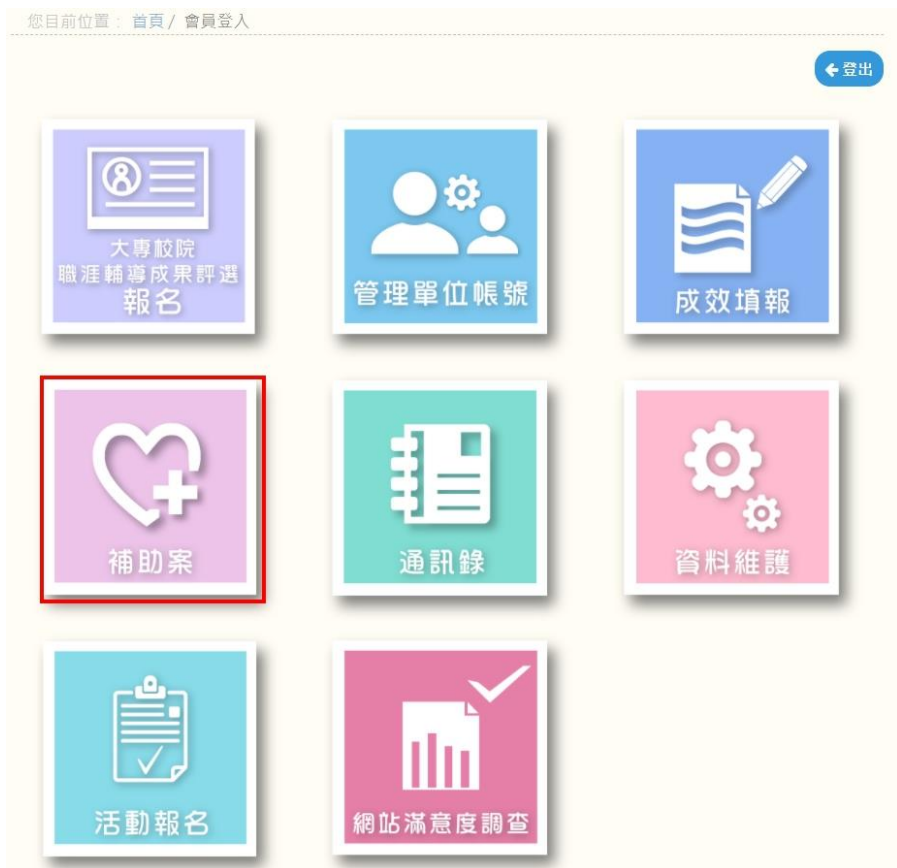 您目前位置： 首頁 / 會員登入
登出
大專校院
職涯輔導成果評選
報名
管理單位帳號
成效填報
補助案
通訊錄
資料維護
活動報名
網站滿意度調查